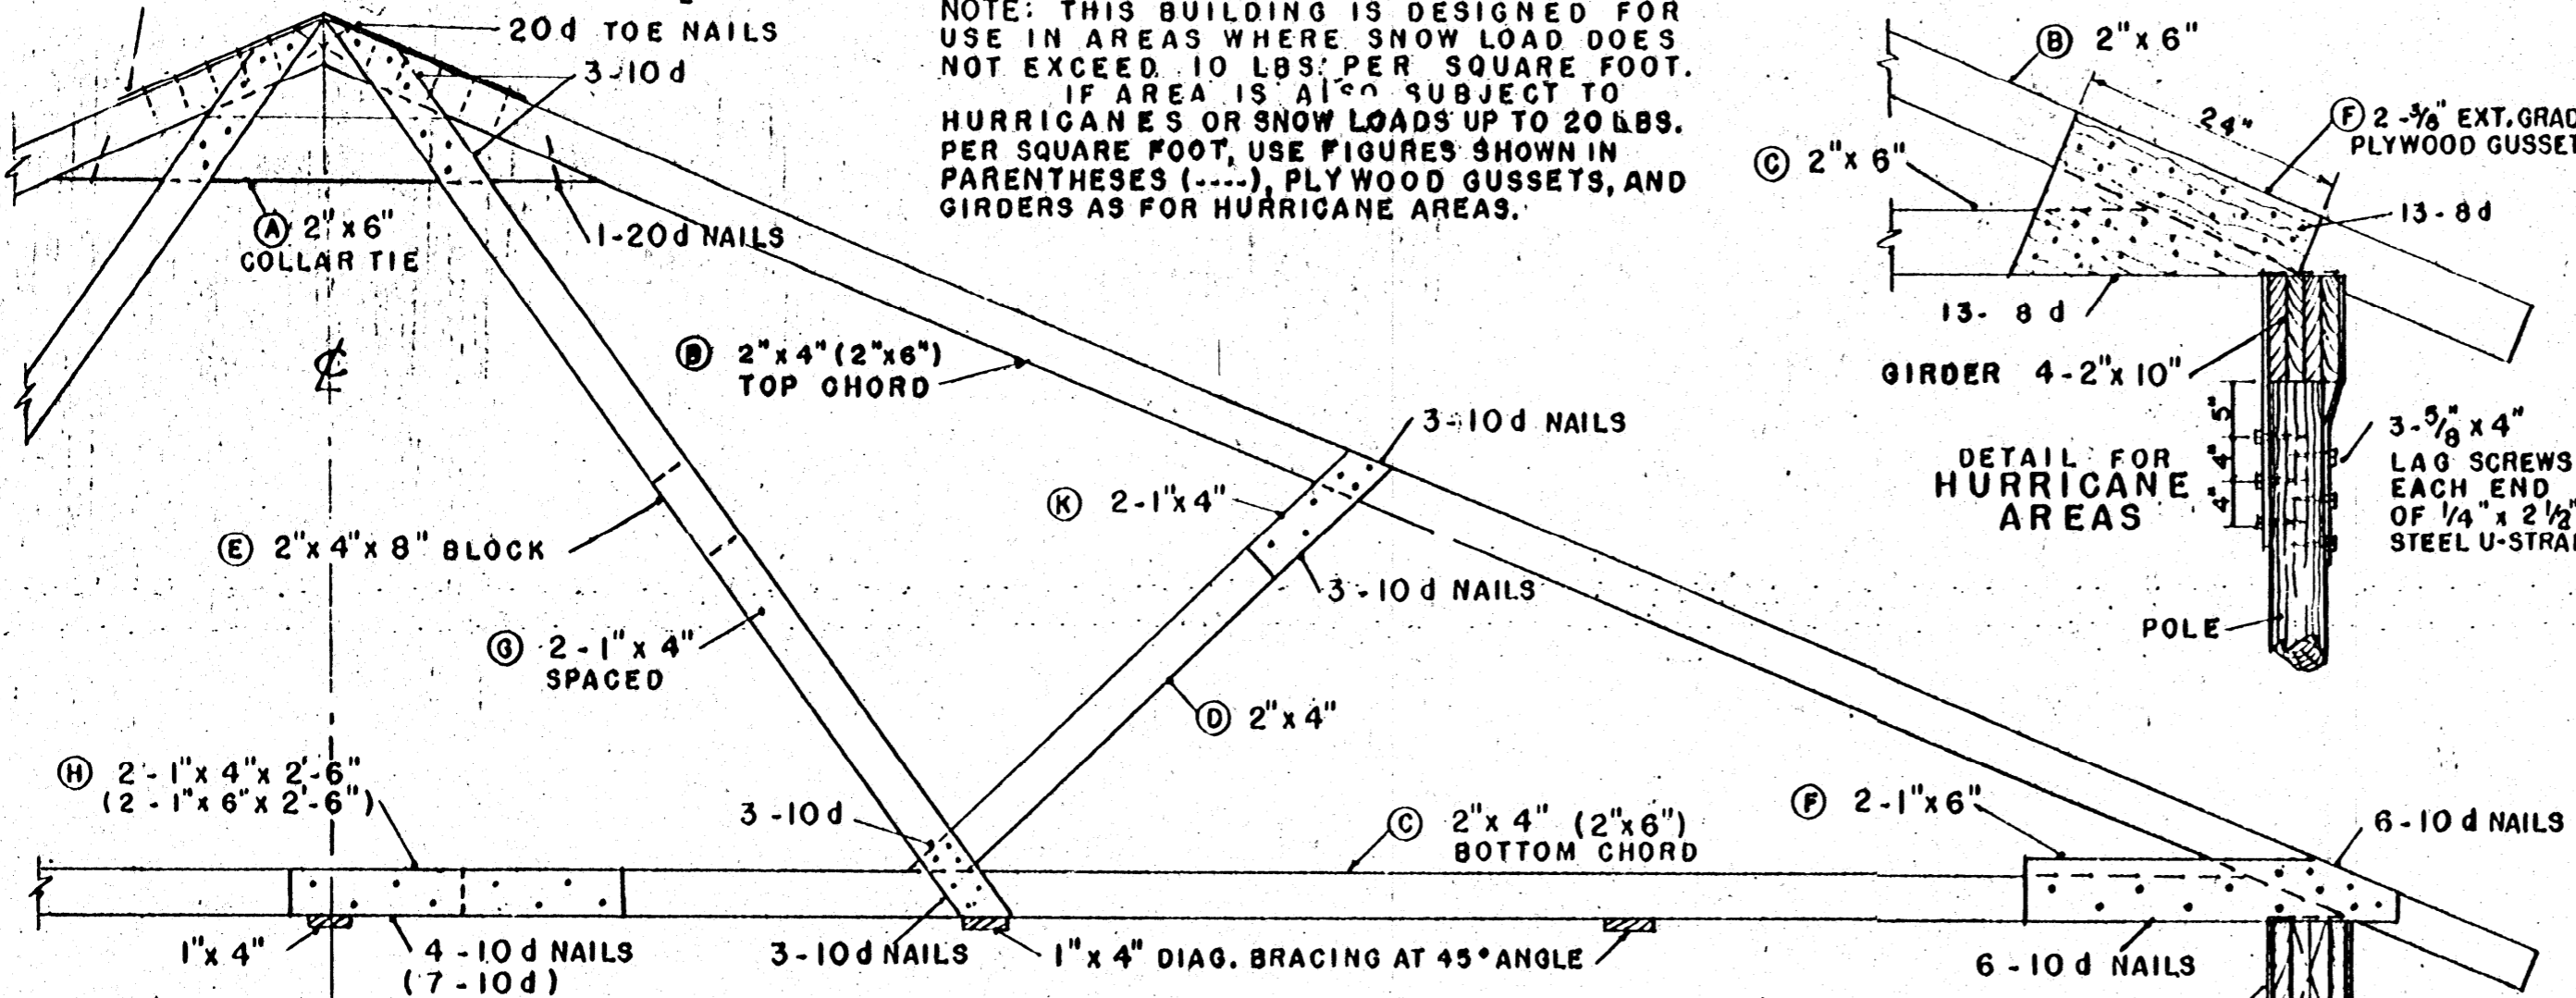 20d TOE NAILS
3-10d
NOTE: THIS BUILDING IS DESIGNED FOR
USE IN AREAS WHERE SNOW LOAD DOES
NOT EXCEED 10 LBS. PER SQUARE FOOT.
IF AREA IS ALSO SUBJECT TO
HURRICANES OR SNOW LOADS UP TO 20 LBS.
PER SQUARE FOOT, USE FIGURES SHOWN IN
PARENTHESES (----), PLYWOOD GUSSETS, AND
GIRDERS AS FOR HURRICANE AREAS.
Ⓐ 2" x 6"
COLLAR TIE
1-20d NAILS
℄
Ⓑ 2" x 4" (2"x6")
TOP CHORD
3-10d NAILS
Ⓚ 2-1"x 4"
3-10d NAILS
Ⓔ 2"x 4"x 8" BLOCK
Ⓖ 2-1"x 4"
SPACED
Ⓓ 2"x 4"
Ⓗ 2-1"x 4"x 2'-6"
(2-1"x 6"x 2'-6")
3-10d
Ⓒ 2"x 4" (2"x6")
BOTTOM CHORD
Ⓕ 2-1"x 6"
6-10d NAILS
1"x 4"
4-10d NAILS
(7-10d)
3-10d NAILS
1"x 4" DIAG. BRACING AT 45° ANGLE
6-10d NAILS
Ⓑ 2"x 6"
24"
Ⓕ 2-3/8" EXT. GRAD
PLYWOOD GUSSET
Ⓒ 2"x 6"
13-8d
13-8d
GIRDER 4-2"x 10"
5"
4"
4"
DETAIL FOR
HURRICANE
AREAS
3-5/8 x 4"
LAG SCREWS
EACH END
OF 1/4" x 2 1/2"
STEEL U-STRA
POLE